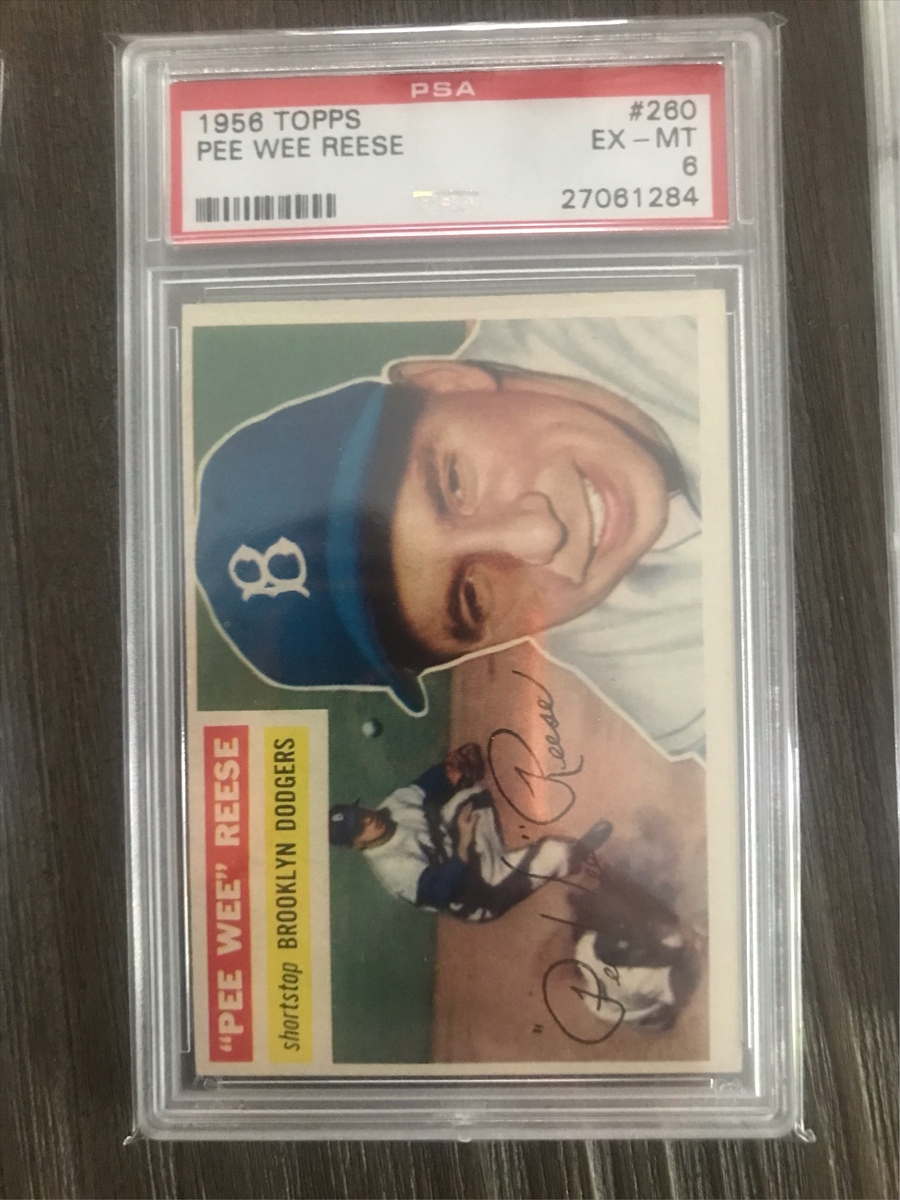 PSA
1956 TOPPS #260
PEE WEE REESE EX - MT
6
27061284
B
"PEE WEE" REESE
shortstop BROOKLYN DODGERS
Reese